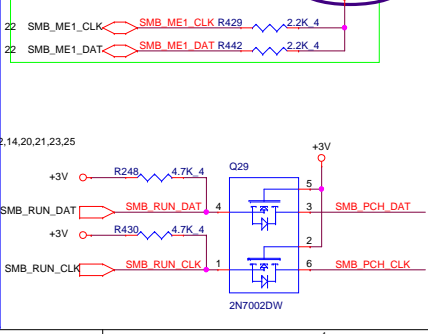 22 SMB_ME1_CLK SMB_ME1_CLK R429 2.2K_4
22 SMB_ME1_DAT SMB_ME1_DAT R442 2.2K_4
2,14,20,21,23,25
+3V
+3V R248 4.7K_4 Q29
5
SMB_RUN_DAT SMB_RUN_DAT 4 3 SMB_PCH_DAT
+3V R430 4.7K_4
2
SMB_RUN_CLK SMB_RUN_CLK 1 6 SMB_PCH_CLK
2N7002DW